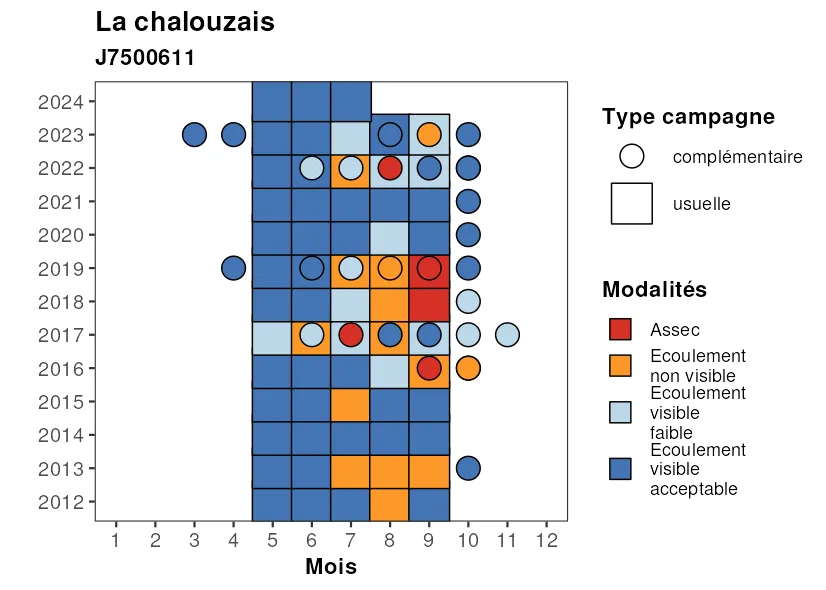 La chalouzais
J7500611
2024
2023
2022
2021
2020
2019
2018
2017
2016
2015
2014
2013
2012
1 2 3 4 5 6 7 8 9 10 11 12
Mois
Type campagne
complémentaire
usuelle
Modalités
Assec
Ecoulement
non visible
Ecoulement
visible
faible
Ecoulement
visible
acceptable